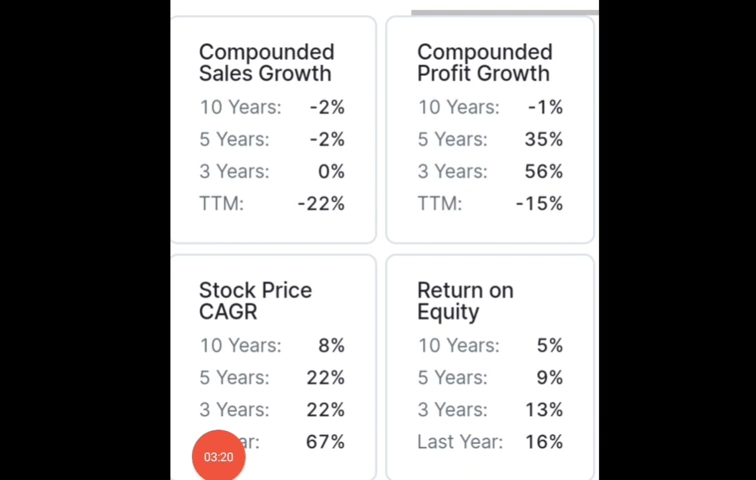 Compounded
Sales Growth
10 Years: -2%
5 Years: -2%
3 Years: 0%
TTM: -22%
Compounded
Profit Growth
10 Years: -1%
5 Years: 35%
3 Years: 56%
TTM: -15%
Stock Price
CAGR
10 Years: 8%
5 Years: 22%
3 Years: 22%
ar: 67%
03:20
Return on
Equity
10 Years: 5%
5 Years: 9%
3 Years: 13%
Last Year: 16%